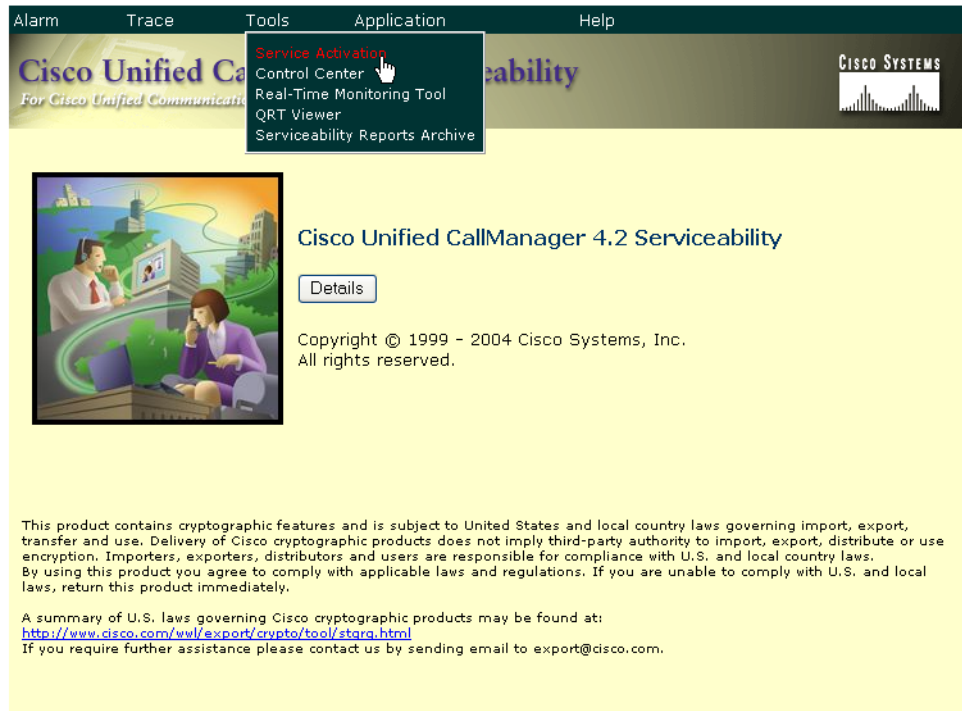 Alarm Trace Tools Application Help
Service Activation
Control Center
Real-Time Monitoring Tool
QRT Viewer
Serviceability Reports Archive
Cisco Unified Ca eability
For Cisco Unified Communicati
CISCO SYSTEMS
Cisco Unified CallManager 4.2 Serviceability
Details
Copyright © 1999 - 2004 Cisco Systems, Inc.
All rights reserved.
This product contains cryptographic features and is subject to United States and local country laws governing import, export,
transfer and use. Delivery of Cisco cryptographic products does not imply third-party authority to import, export, distribute or use
encryption. Importers, exporters, distributors and users are responsible for compliance with U.S. and local country laws.
By using this product you agree to comply with applicable laws and regulations. If you are unable to comply with U.S. and local
laws, return this product immediately.
A summary of U.S. laws governing Cisco cryptographic products may be found at:
http://www.cisco.com/wwl/export/crypto/tool/stqrg.html
If you require further assistance please contact us by sending email to export@cisco.com.